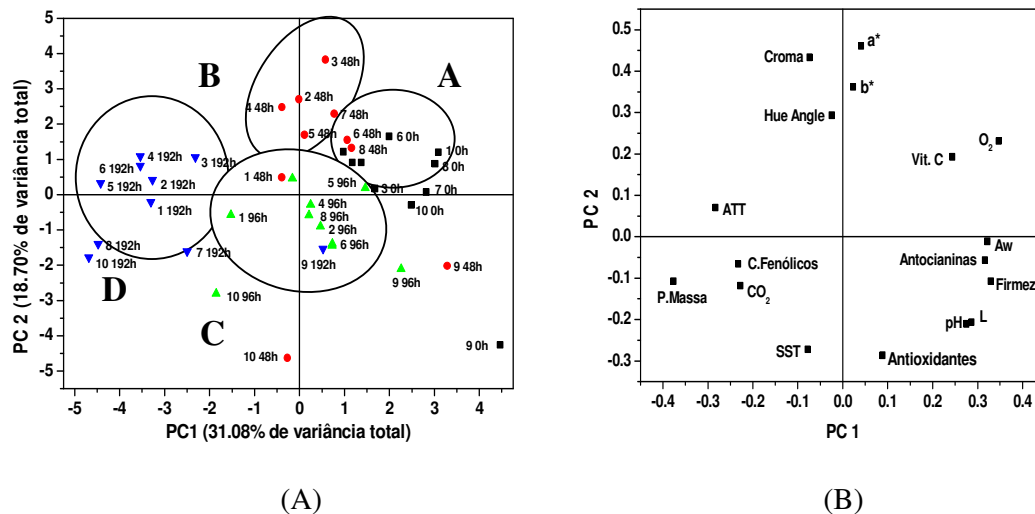 5
4
3
2
1
0
-1
-2
-3
-4
-5
PC 2 (18.70% de variância total)
B
A
D
C
3 48h
2 48h
4 48h
7 48h
5 48h
6 48h
6 0h
8 48h
1 0h
8 0h
4 192h
3 192h
6 192h
5 192h
2 192h
1 192h
8 192h
10 192h
7 192h
1 48h
5 96h
3 0h
7 0h
10 0h
1 96h
4 96h
8 96h
2 96h
6 96h
9 192h
9 96h
9 48h
10 96h
10 48h
9 0h
-5 -4 -3 -2 -1 0 1 2 3 4 5
PC1 (31.08% de variância total)
(A)
0.5
0.4
0.3
0.2
0.1
0.0
-0.1
-0.2
-0.3
PC 2
Croma
a*
b*
Hue Angle
O2
Vit. C
ATT
Aw
C.Fenólicos
Antocianinas
P.Massa
CO2
Firmez
pH
L
SST
Antioxidantes
-0.4 -0.3 -0.2 -0.1 0.0 0.1 0.2 0.3 0.4
PC 1
(B)